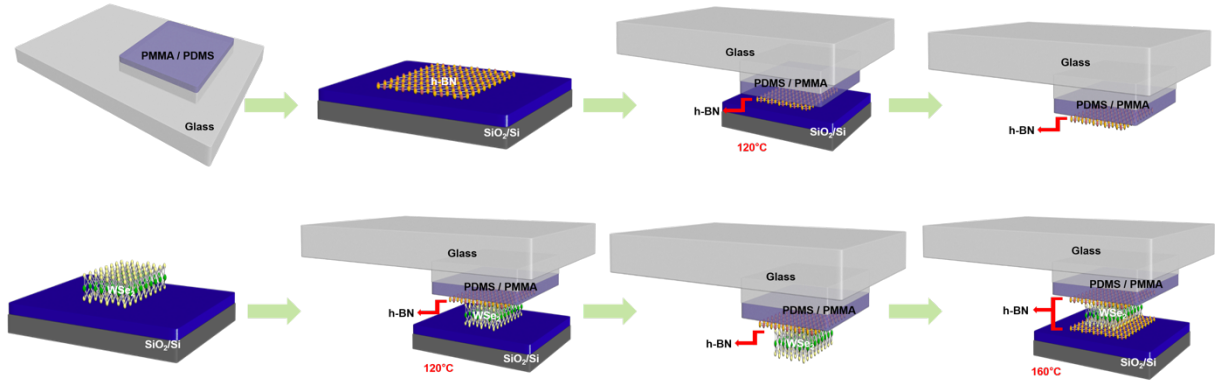 PMMA / PDMS
Glass
h-BN
SiO₂/Si
Glass
PDMS / PMMA
h-BN
SiO₂/Si
120°C
Glass
PDMS / PMMA
h-BN
WSe₂
SiO₂/Si
Glass
PDMS / PMMA
h-BN
WSe₂
SiO₂/Si
120°C
Glass
PDMS / PMMA
h-BN
WSe₂
Glass
PDMS / PMMA
h-BN
WSe₂
SiO₂/Si
160°C